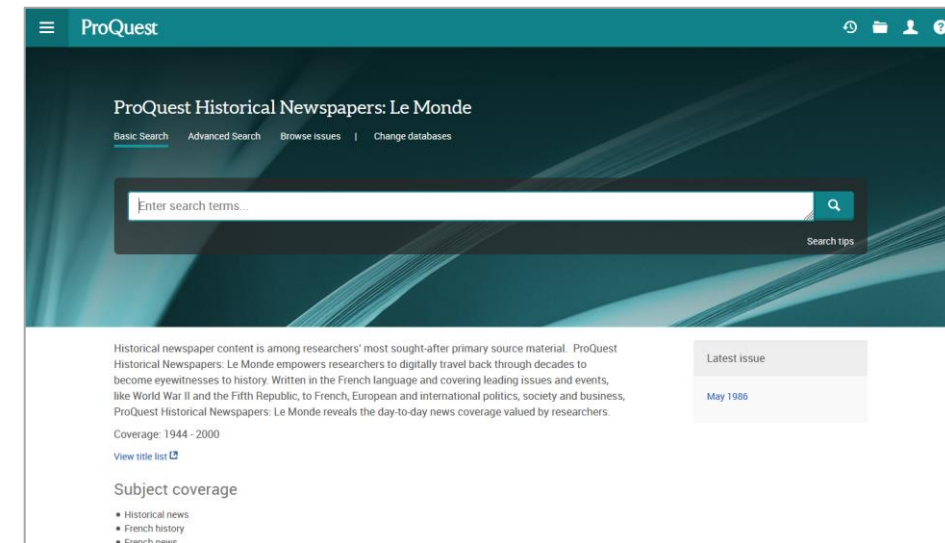 ProQuest
ProQuest Historical Newspapers: Le Monde
Basic Search Advanced Search Browse issues | Change databases
Enter search terms...
Search tips
Historical newspaper content is among researchers' most sought-after primary source material. ProQuest
Historical Newspapers: Le Monde empowers researchers to digitally travel back through decades to
become eyewitnesses to history. Written in the French language and covering leading issues and events,
like World War II and the Fifth Republic, to French, European and international politics, society and business,
ProQuest Historical Newspapers: Le Monde reveals the day-to-day news coverage valued by researchers.
Coverage: 1944 - 2000
View title list
Subject coverage
• Historical news
• French history
• French news
Latest issue
May 1986